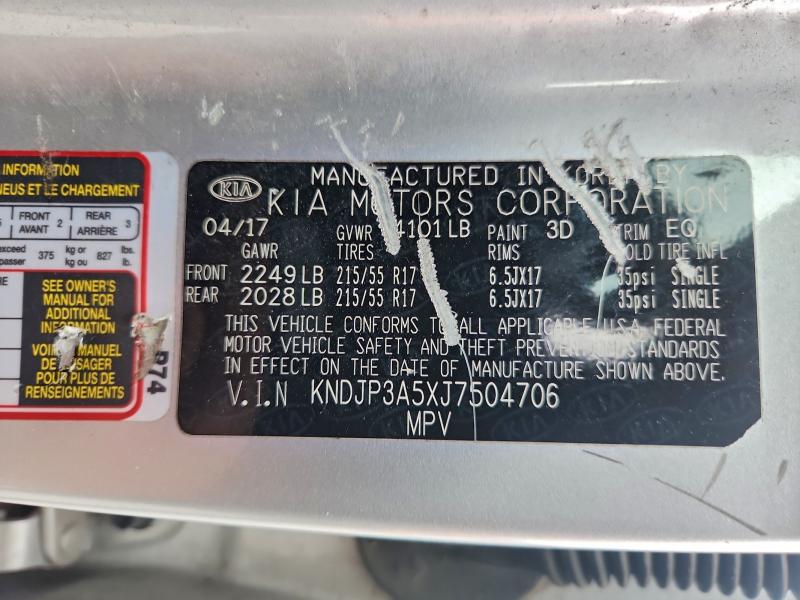 INFORMATION
NEUS ET LE CHARGEMENT
FRONT 2 REAR 3
AVANT ARRIÈRE
exceed 375 kg or 827 lbs.
passer kg ou lb.
SEE OWNER'S
MANUAL FOR
ADDITIONAL
INFORMATION
VOIR MANUEL
DE
POUR PLUS DE
RENSEIGNEMENTS
R74
KIA
MANUFACTURED IN KOREA BY
KIA MOTORS CORPORATION
04/17 GVWR 4101 LB PAINT 3D TRIM EQ
GAWR TIRES RIMS COLD TIRE INFL
FRONT 2249 LB 215/55 R17 6.5JX17 35psi SINGLE
REAR 2028 LB 215/55 R17 6.5JX17 35psi SINGLE
THIS VEHICLE CONFORMS TO ALL APPLICABLE U.S.A. FEDERAL
MOTOR VEHICLE SAFETY AND THEFT PREVENTION STANDARDS
IN EFFECT ON THE DATE OF MANUFACTURE SHOWN ABOVE.
V.I.N KNDJP3A5XJ7504706
MPV